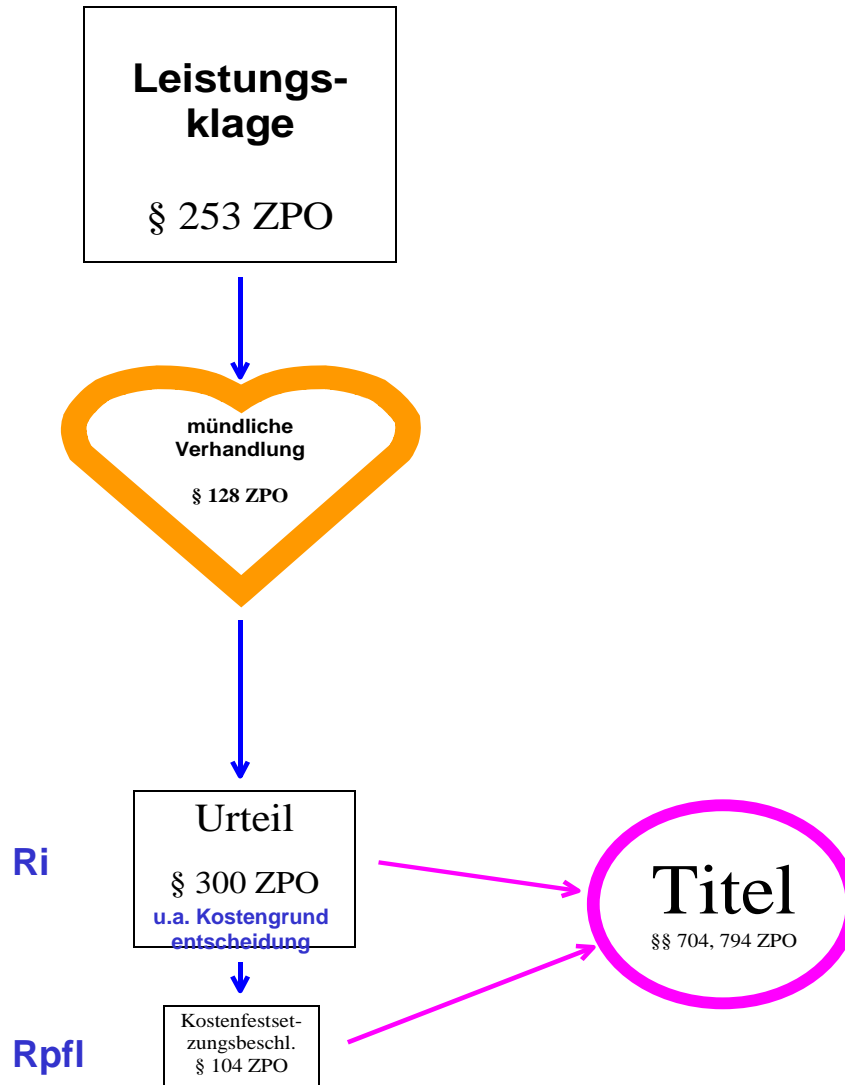 Leistungs-
klage
§ 253 ZPO
mündliche
Verhandlung
§ 128 ZPO
Ri
Urteil
§ 300 ZPO
u.a. Kostengrund
entscheidung
Titel
§§ 704, 794 ZPO
Rpfl
Kostenfestset-
zungsbeschl.
§ 104 ZPO